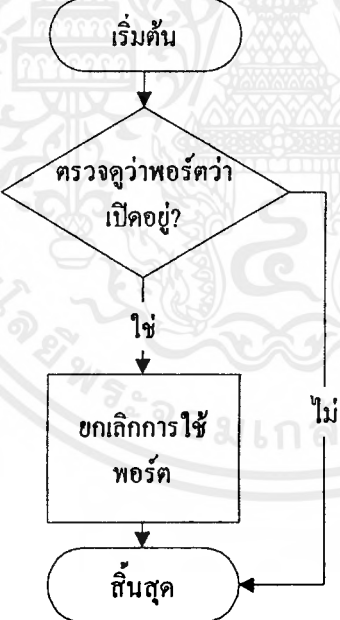 เริ่มต้น
ตรวจดูว่าพอร์ตว่า
เปิดอยู่?
ใช่
ไม่
ยกเลิกการใช้
พอร์ต
สิ้นสุด